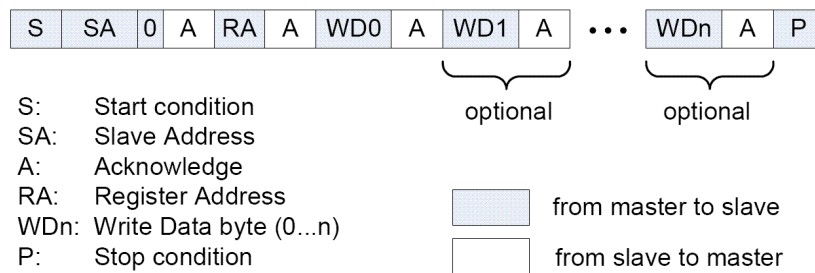 S SA 0 A RA A WD0 A WD1 A ••• WDn A P
optional optional
S: Start condition
SA: Slave Address
A: Acknowledge
RA: Register Address
WDn: Write Data byte (0...n)
P: Stop condition
from master to slave
from slave to master